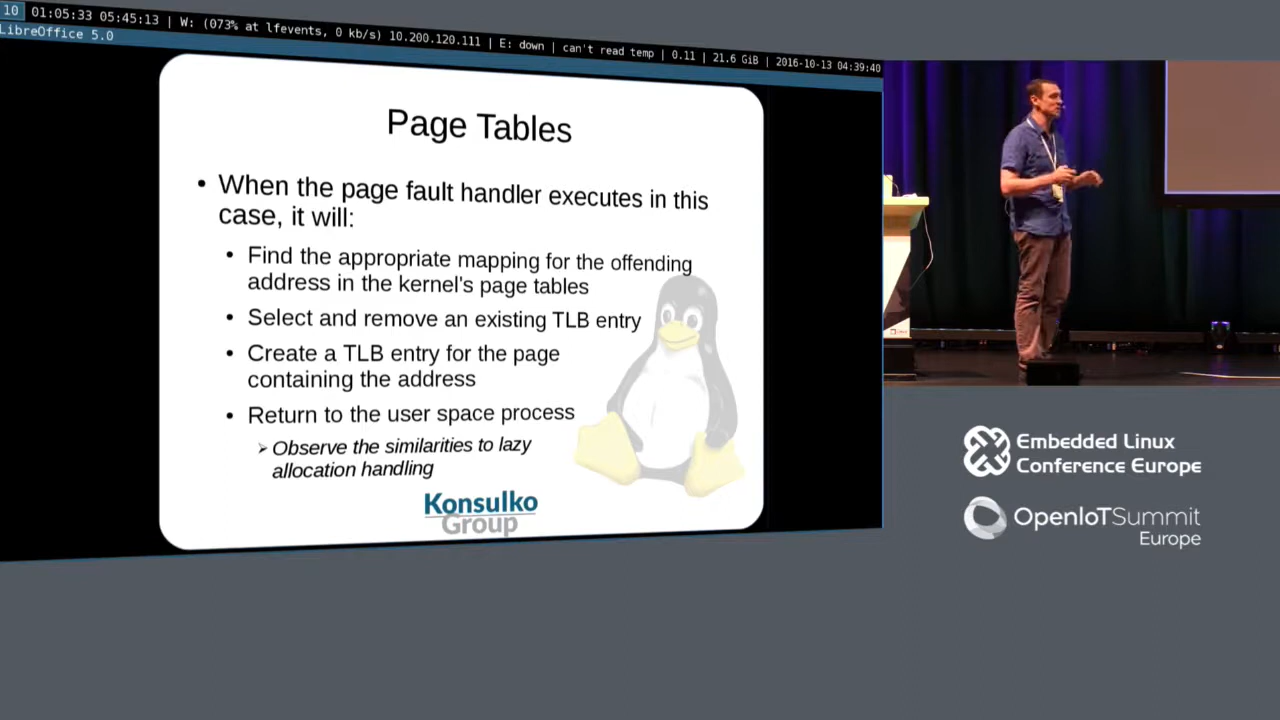 10 01:05:33 05:45:13 | W: (073% at lfevents, 0 kb/s) 10.200.120.111 | E: down | can't read temp | 0.11 | 21.6 GiB | 2016-10-13 04:39:40
LibreOffice 5.0
Page Tables
• When the page fault handler executes in this
case, it will:
• Find the appropriate mapping for the offending
address in the kernel's page tables
• Select and remove an existing TLB entry
• Create a TLB entry for the page
containing the address
• Return to the user space process
➢ Observe the similarities to lazy
allocation handling
Konsulko
Group
Embedded Linux
Conference Europe
OpenIoTSummit
Europe